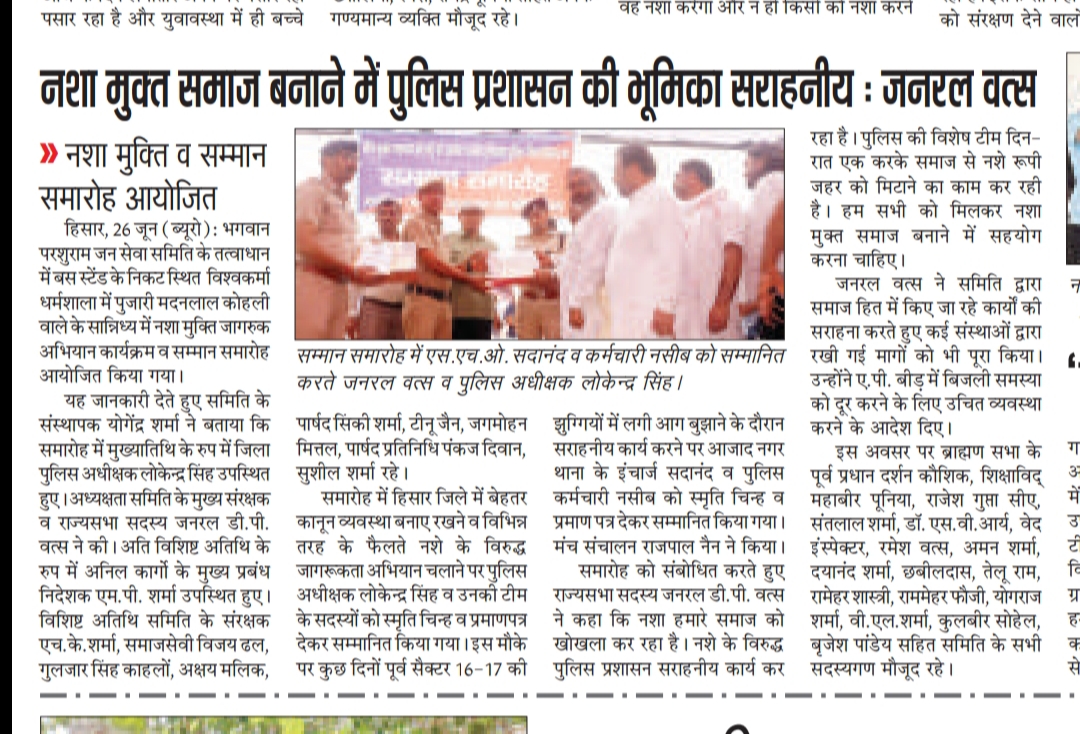 पसार रहा है और युवावस्था में ही बच्चे
गण्यमान्य व्यक्ति मौजूद रहे।
वह नशा करेगा और न ही किसी को नशा करने
को संरक्षण देने वालों
नशा मुक्त समाज बनाने में पुलिस प्रशासन की भूमिका सराहनीय : जनरल वत्स
» नशा मुक्ति व सम्मान
समारोह आयोजित
हिसार, 26 जून (ब्यूरो): भगवान
परशुराम जन सेवा समिति के तत्वाधान
में बस स्टेंड के निकट स्थित विश्वकर्मा
धर्मशाला में पुजारी मदनलाल कोहली
वाले के सान्निध्य में नशा मुक्ति जागरुक
अभियान कार्यक्रम व सम्मान समारोह
आयोजित किया गया।
यह जानकारी देते हुए समिति के
संस्थापक योगेंद्र शर्मा ने बताया कि
समारोह में मुख्यातिथि के रुप में जिला
पुलिस अधीक्षक लोकेन्द्र सिंह उपस्थित
हुए। अध्यक्षता समिति के मुख्य संरक्षक
व राज्यसभा सदस्य जनरल डी.पी.
वत्स ने की। अति विशिष्ट अतिथि के
रुप में अनिल कार्गो के मुख्य प्रबंध
निदेशक एम.पी. शर्मा उपस्थित हुए।
विशिष्ट अतिथि समिति के संरक्षक
एच.के.शर्मा, समाजसेवी विजय ढल,
गुलजार सिंह काहलों, अक्षय मलिक,
सम्मान समारोह
सम्मान समारोह में एस.एच.ओ. सदानंद व कर्मचारी नसीब को सम्मानित
करते जनरल वत्स व पुलिस अधीक्षक लोकेन्द्र सिंह।
पार्षद सिंकी शर्मा, टीनू जैन, जगमोहन
मित्तल, पार्षद प्रतिनिधि पंकज दिवान,
सुशील शर्मा रहे।
समारोह में हिसार जिले में बेहतर
कानून व्यवस्था बनाए रखने व विभिन्न
तरह के फैलते नशे के विरुद्ध
जागरूकता अभियान चलाने पर पुलिस
अधीक्षक लोकेन्द्र सिंह व उनकी टीम
के सदस्यों को स्मृति चिन्ह व प्रमाणपत्र
देकर सम्मानित किया गया। इस मौके
पर कुछ दिनों पूर्व सैक्टर 16-17 की
झुग्गियों में लगी आग बुझाने के दौरान
सराहनीय कार्य करने पर आजाद नगर
थाना के इंचार्ज सदानंद व पुलिस
कर्मचारी नसीब को स्मृति चिन्ह व
प्रमाण पत्र देकर सम्मानित किया गया।
मंच संचालन राजपाल नैन ने किया।
समारोह को संबोधित करते हुए
राज्यसभा सदस्य जनरल डी.पी. वत्स
ने कहा कि नशा हमारे समाज को
खोखला कर रहा है। नशे के विरुद्ध
पुलिस प्रशासन सराहनीय कार्य कर
रहा है। पुलिस की विशेष टीम दिन-
रात एक करके समाज से नशे रूपी
जहर को मिटाने का काम कर रही
है। हम सभी को मिलकर नशा
मुक्त समाज बनाने में सहयोग
करना चाहिए।
जनरल वत्स ने समिति द्वारा
समाज हित में किए जा रहे कार्यों की
सराहना करते हुए कई संस्थाओं द्वारा
रखी गई मागों को भी पूरा किया।
उन्होंने ए.पी. बीड़ में बिजली समस्या
को दूर करने के लिए उचित व्यवस्था
करने के आदेश दिए।
इस अवसर पर ब्राह्मण सभा के
पूर्व प्रधान दर्शन कौशिक, शिक्षाविद्
महाबीर पूनिया, राजेश गुप्ता सीए,
संतलाल शर्मा, डॉ. एस.वी.आर्य, वेद
इंस्पेक्टर, रमेश वत्स, अमन शर्मा,
दयानंद शर्मा, छबीलदास, तेलू राम,
रामेहर शास्त्री, राममेहर फौजी, योगराज
शर्मा, वी.एल.शर्मा, कुलबीर सोहेल,
बृजेश पांडेय सहित समिति के सभी
सदस्यगण मौजूद रहे।